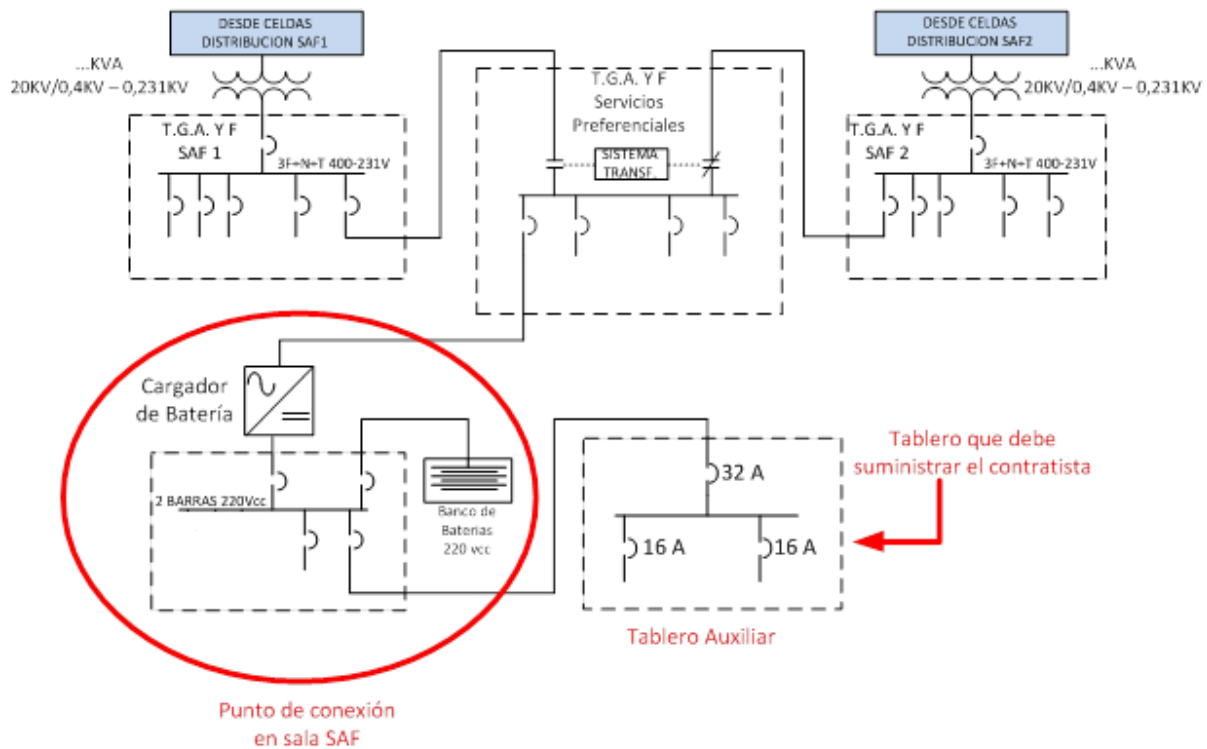 DESDE CELDAS
DISTRIBUCION SAF1
...KVA
20KV/0,4KV – 0,231KV
T.G.A. Y F
SAF 1
3F+N+T 400-231V
T.G.A. Y F
Servicios
Preferenciales
SISTEMA
TRANSF.
DESDE CELDAS
DISTRIBUCION SAF2
...KVA
20KV/0,4KV – 0,231KV
T.G.A. Y F
SAF 2
3F+N+T 400-231V
Cargador
de Batería
2 BARRAS 220Vcc
Banco de
Baterias
220 vcc
32 A
16 A
16 A
Tablero que debe
suministrar el contratista
Tablero Auxiliar
Punto de conexión
en sala SAF